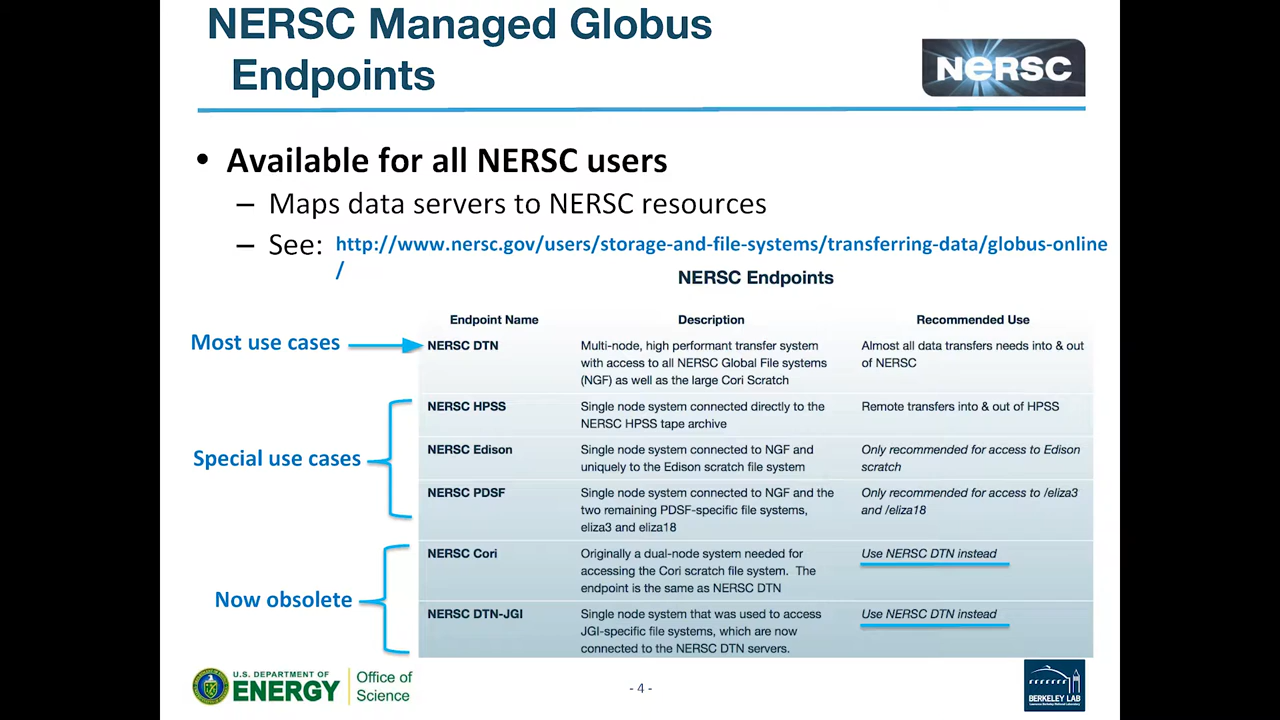 NERSC Managed Globus
Endpoints
NERSC
• Available for all NERSC users
– Maps data servers to NERSC resources
– See: http://www.nersc.gov/users/storage-and-file-systems/transferring-data/globus-online
/
NERSC Endpoints
Endpoint Name Description Recommended Use
Most use cases
NERSC DTN
Multi-node, high performant transfer system
with access to all NERSC Global File systems
(NGF) as well as the large Cori Scratch
Almost all data transfers needs into & out
of NERSC
Special use cases
NERSC HPSS
Single node system connected directly to the
NERSC HPSS tape archive
Remote transfers into & out of HPSS
NERSC Edison
Single node system connected to NGF and
uniquely to the Edison scratch file system
Only recommended for access to Edison
scratch
NERSC PDSF
Single node system connected to NGF and the
two remaining PDSF-specific file systems,
eliza3 and eliza18
Only recommended for access to /eliza3
and /eliza18
Now obsolete
NERSC Cori
Originally a dual-node system needed for
accessing the Cori scratch file system. The
endpoint is the same as NERSC DTN
Use NERSC DTN instead
NERSC DTN-JGI
Single node system that was used to access
JGI-specific file systems, which are now
connected to the NERSC DTN servers.
Use NERSC DTN instead
U.S. DEPARTMENT OF
ENERGY
Office of
Science
- 4 -
BERKELEY LAB